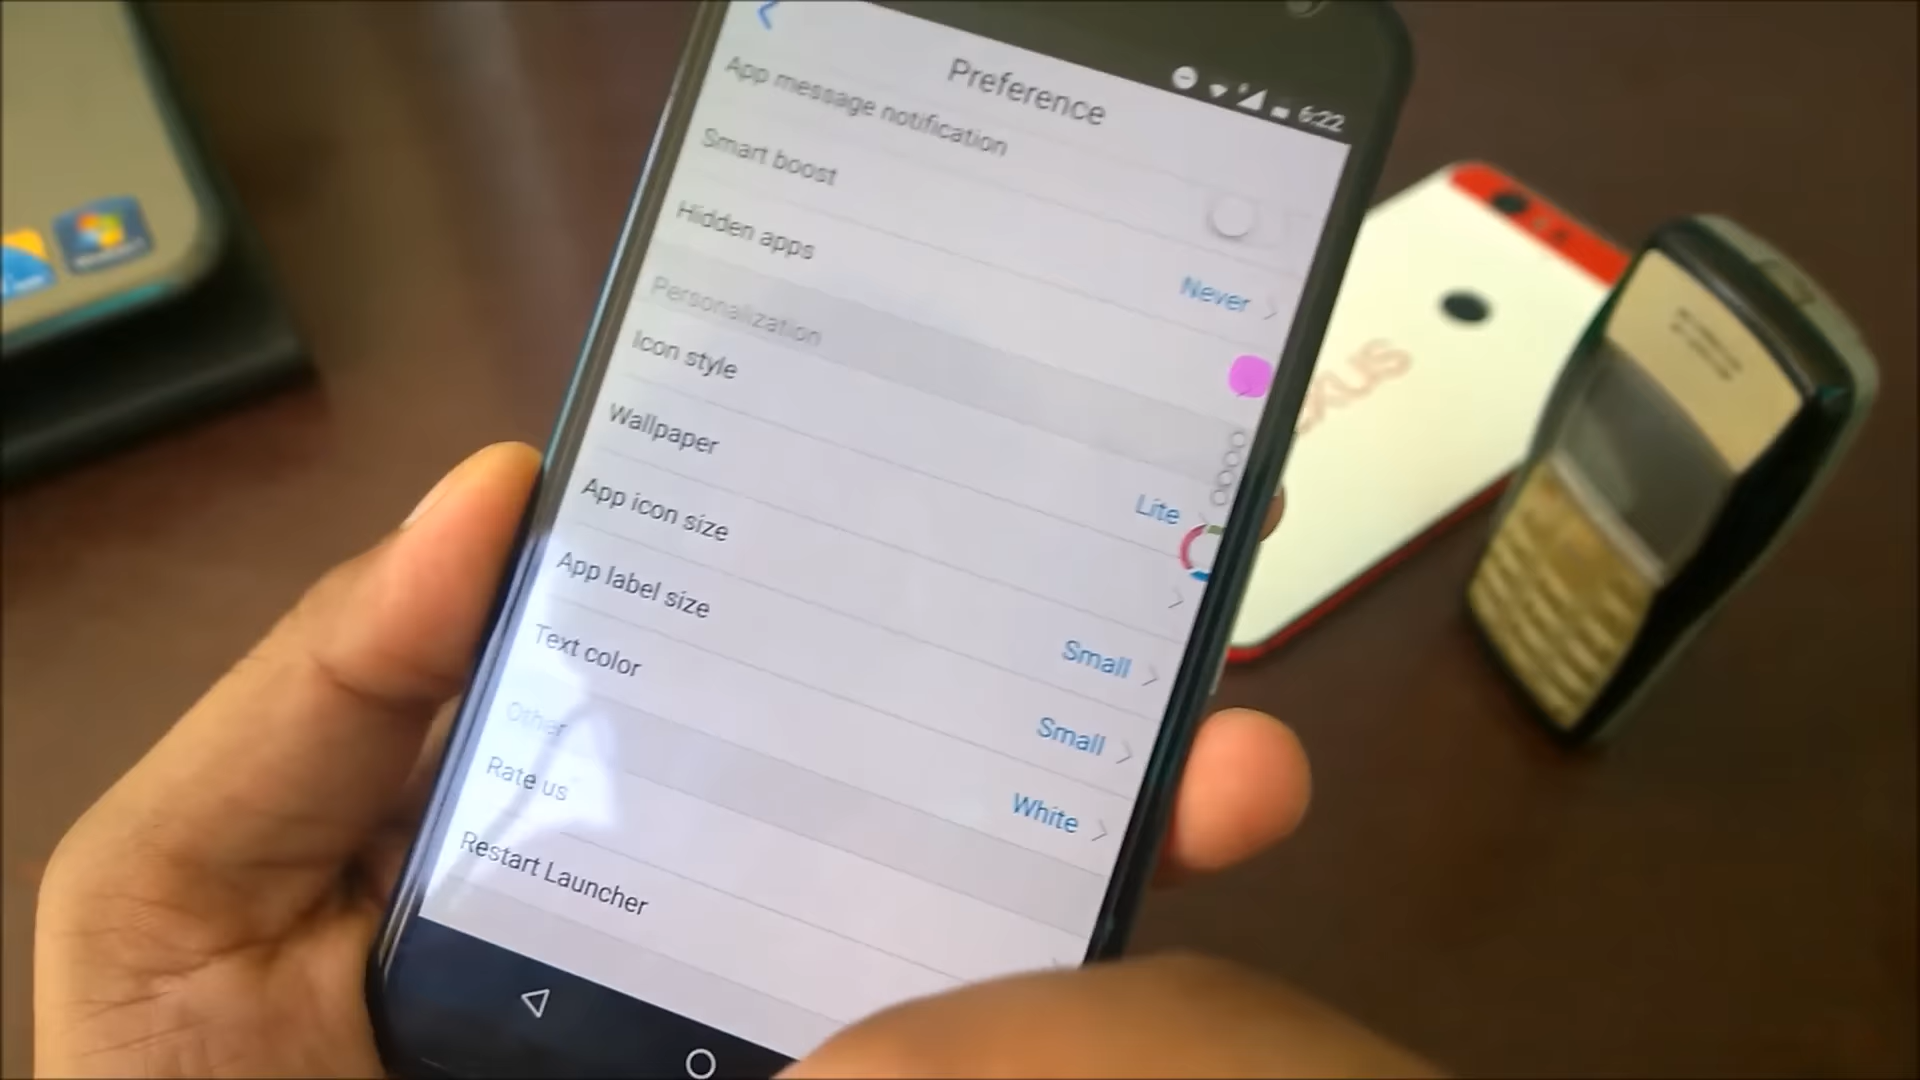 6:22
Preference
App message notification
Smart boost
Never
Hidden apps
Personalization
Icon style
Lite
Wallpaper
App icon size
Small
App label size
Small
Text color
White
Other
Rate us
Restart Launcher